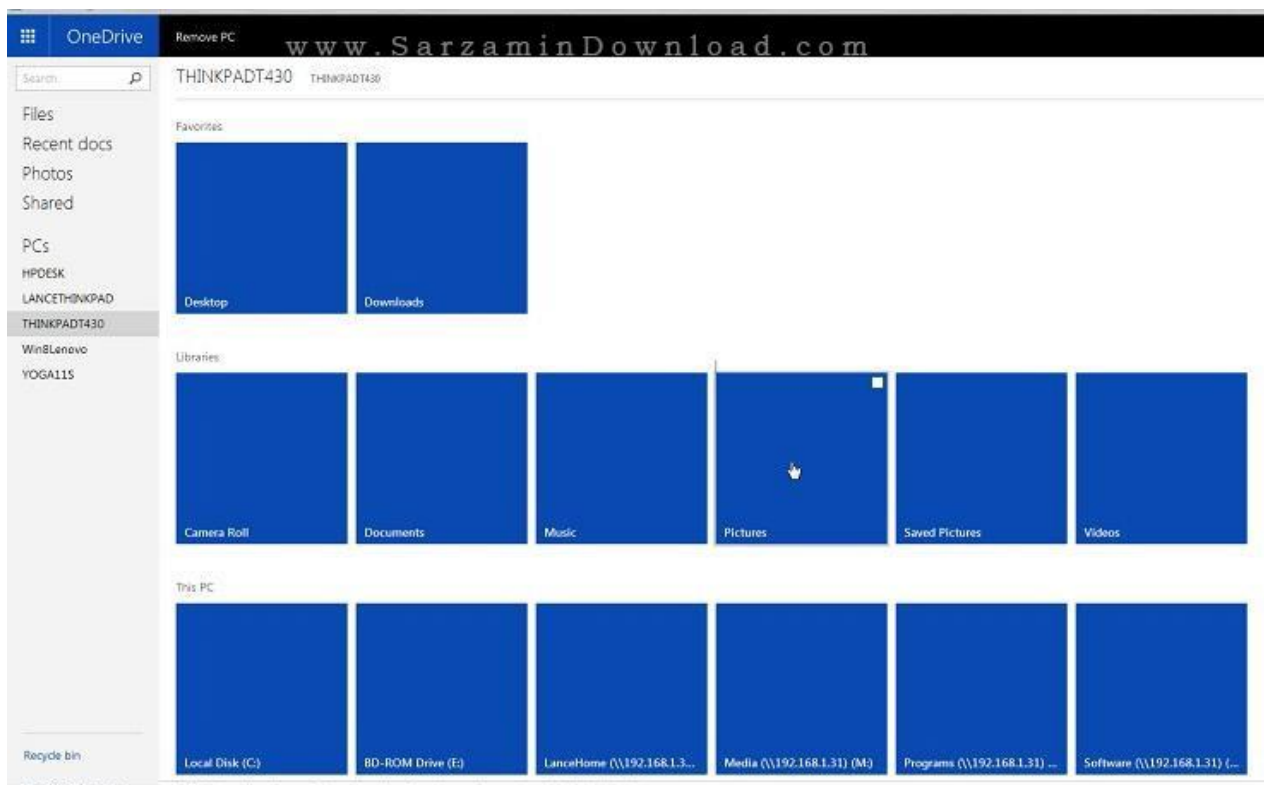 OneDrive
Remove PC
www.SarzaminDownload.com
Search
THINKPADT430 THINKPADT430
Files
Recent docs
Photos
Shared
PCs
HPDESK
LANCETHINKPAD
THINKPADT430
Win8Lenovo
YOGA11S
Recycle bin
Favorites
Desktop
Downloads
Libraries
Camera Roll
Documents
Music
Pictures
Saved Pictures
Videos
This PC
Local Disk (C:)
BD-ROM Drive (E:)
LanceHome (\\192.168.1.3...
Media (\\192.168.1.31) (M:)
Programs (\\192.168.1.31) ...
Software (\\192.168.1.31) (...